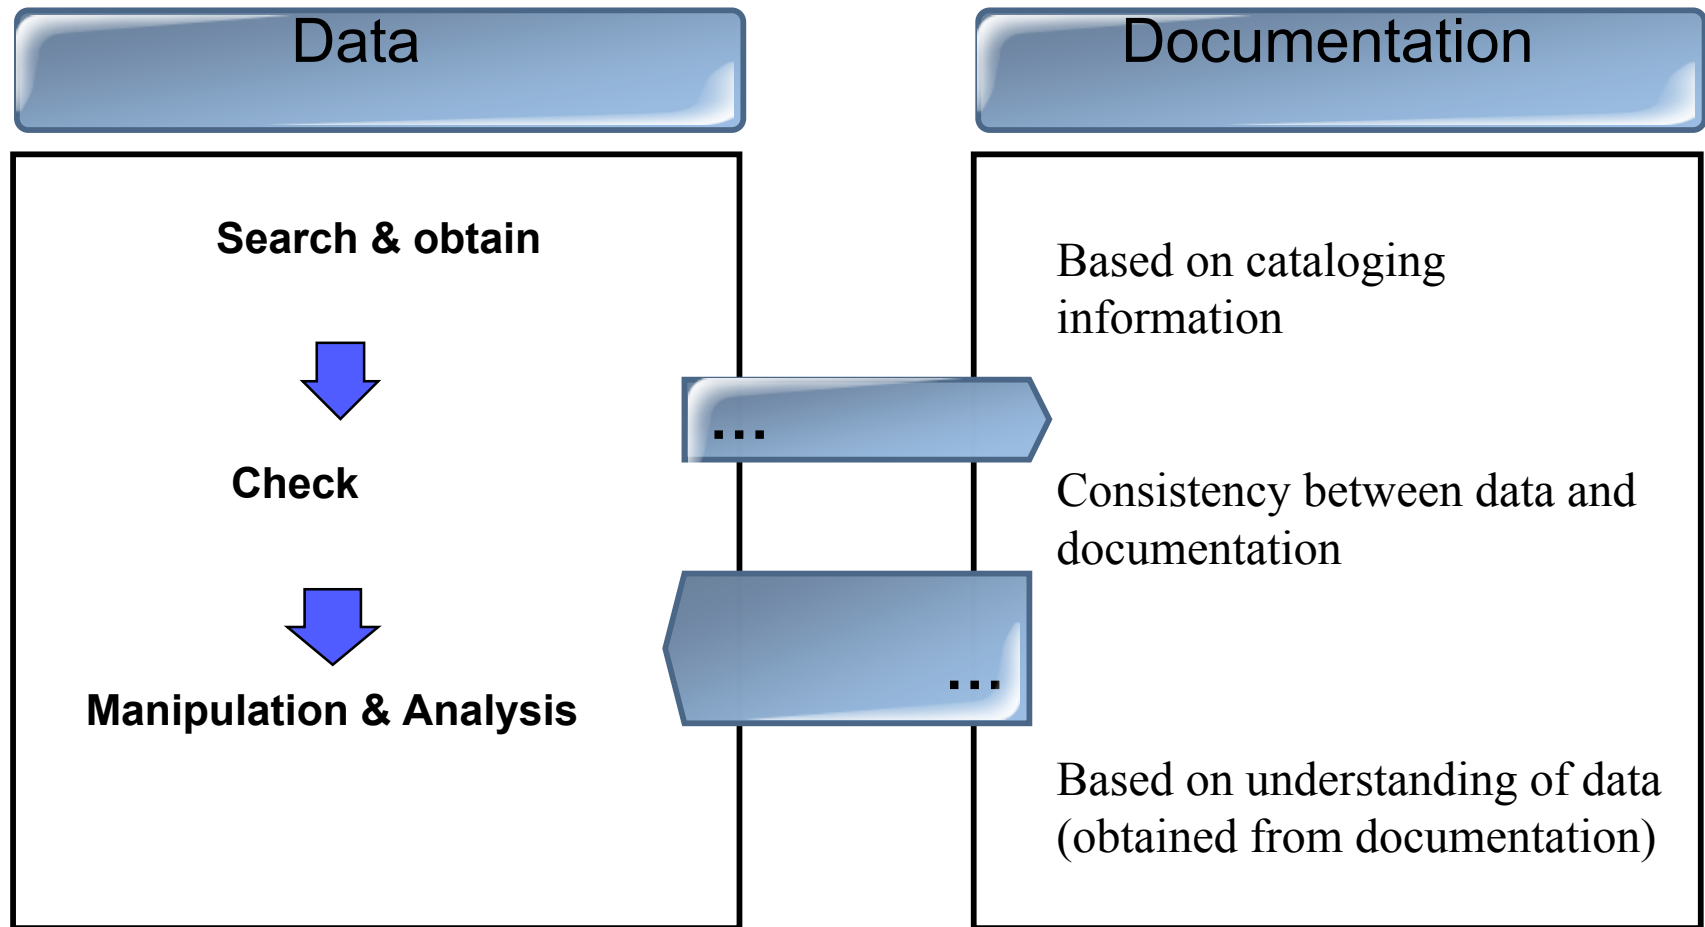 Data
Documentation
Search & obtain
Based on cataloging
information
...
Check
Consistency between data and
documentation
...
Manipulation & Analysis
Based on understanding of data
(obtained from documentation)